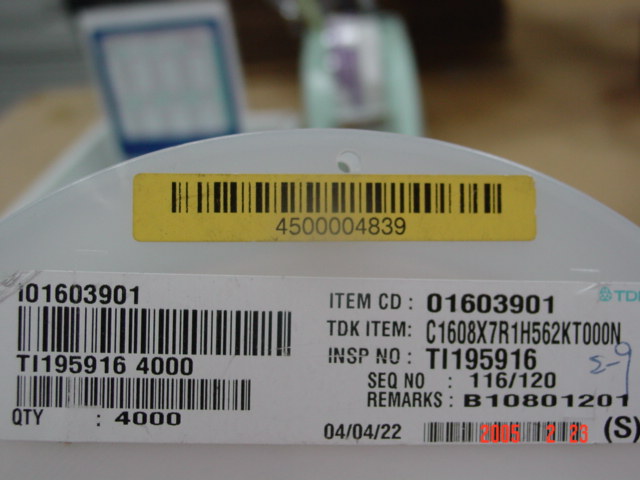 4500004839
I01603901
TI195916 4000
QTY : 4000
ITEM CD : 01603901
TDK
TDK ITEM: C1608X7R1H562KT000N
INSP NO : TI195916
SEQ NO : 116/120
REMARKS : B10801201
04/04/22
(S)
2005 2 23